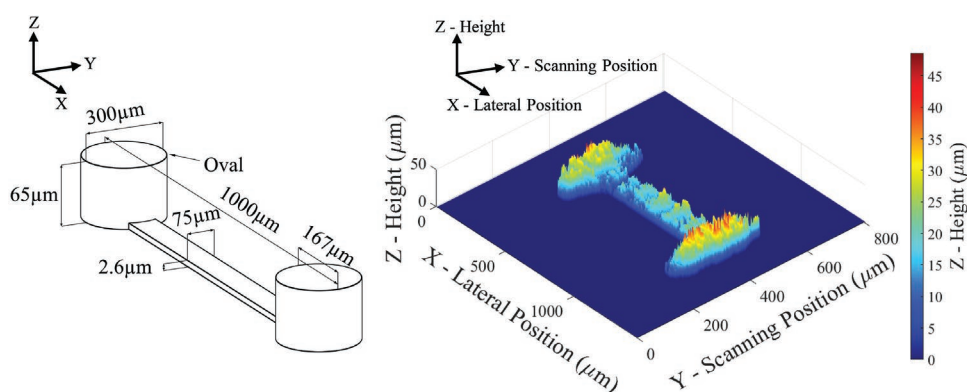 Z
Y
X
300µm
Oval
65µm
1000µm
75µm
167µm
2.6µm
Z - Height
Y - Scanning Position
X - Lateral Position
Z - Height (µm)
50
0
0
500
1000
X - Lateral Position (µm)
0
200
400
600
800
Y - Scanning Position (µm)
45
40
35
30
25
20
15
10
5
0
Z - Height (µm)